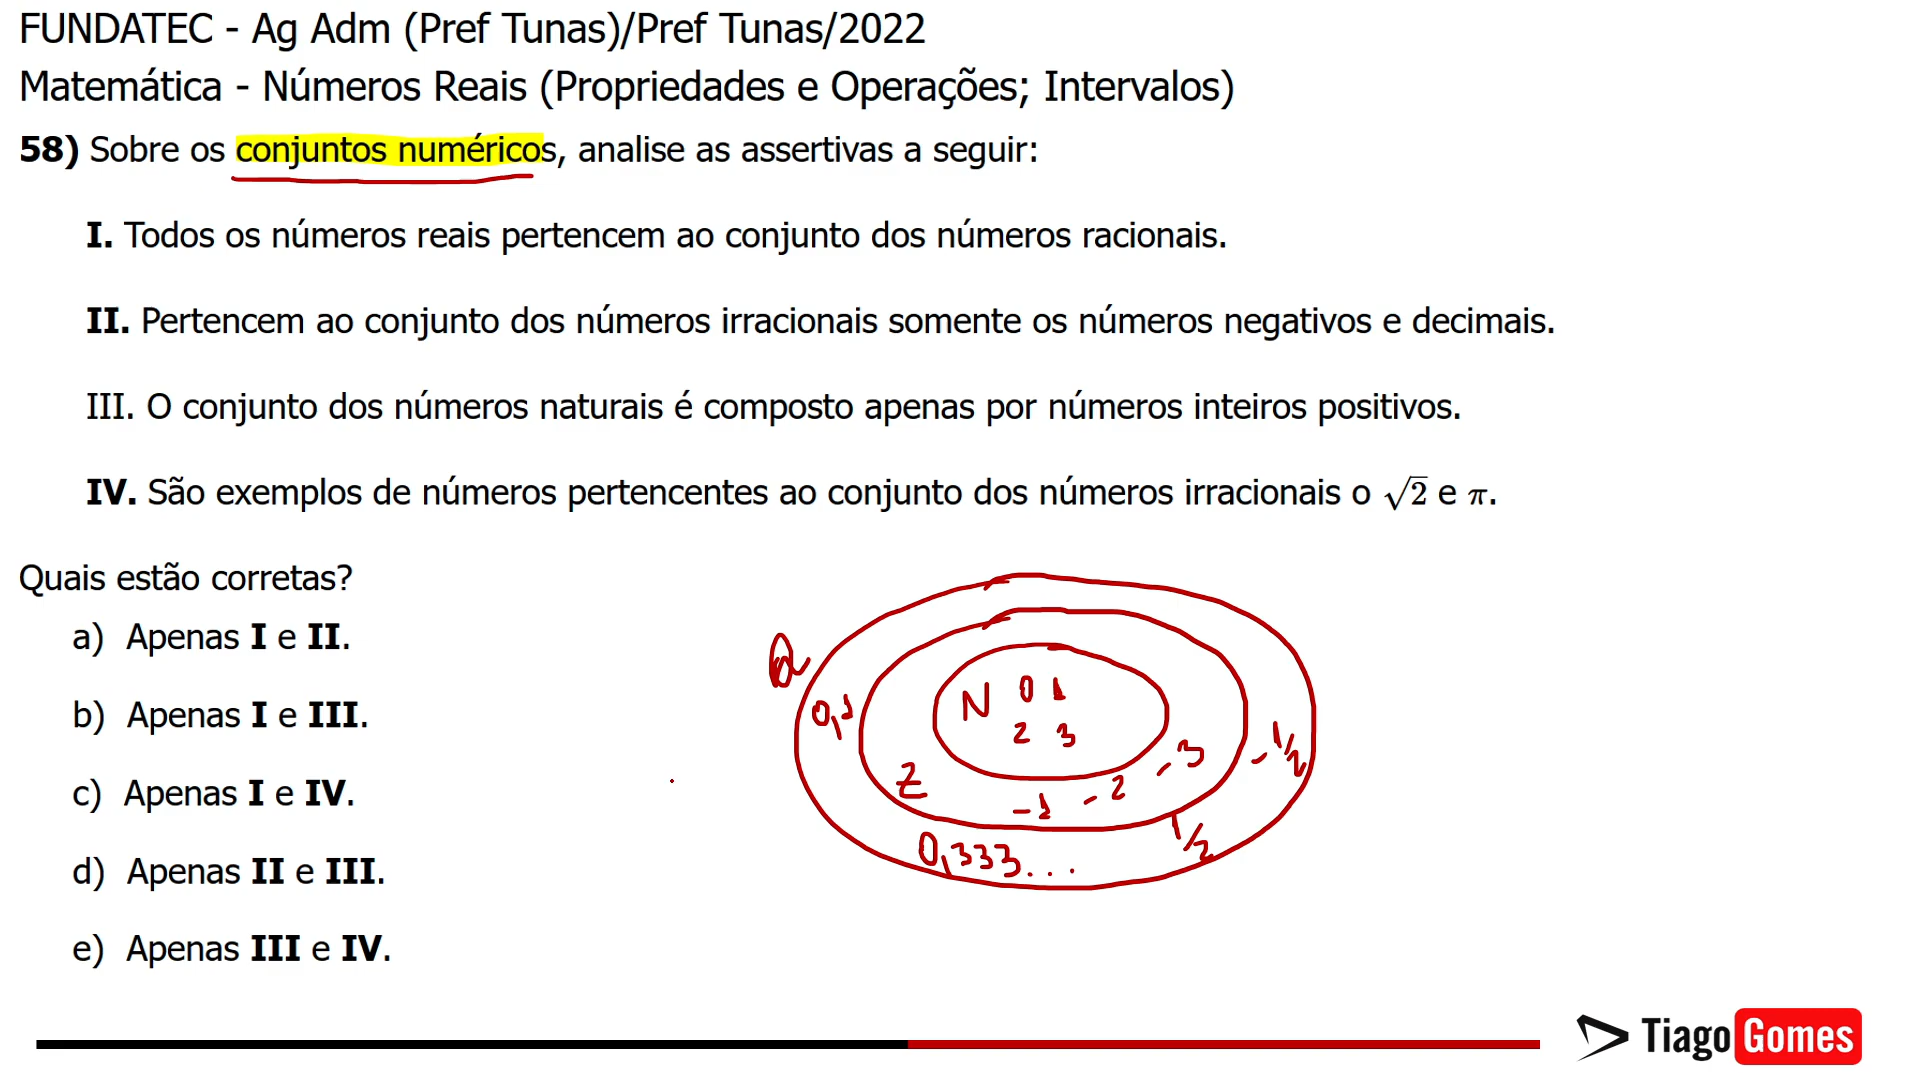 FUNDATEC - Ag Adm (Pref Tunas)/Pref Tunas/2022
Matemática - Números Reais (Propriedades e Operações; Intervalos)
58) Sobre os conjuntos numéricos, analise as assertivas a seguir:
I. Todos os números reais pertencem ao conjunto dos números racionais.
II. Pertencem ao conjunto dos números irracionais somente os números negativos e decimais.
III. O conjunto dos números naturais é composto apenas por números inteiros positivos.
IV. São exemplos de números pertencentes ao conjunto dos números irracionais o √2 e π.
Quais estão corretas?
a) Apenas I e II.
b) Apenas I e III.
c) Apenas I e IV.
d) Apenas II e III.
e) Apenas III e IV.
Q
N 0 1
2 3
0,1
Z
-1 -2 -3
-1/2
1/2
0,333...
Tiago Gomes